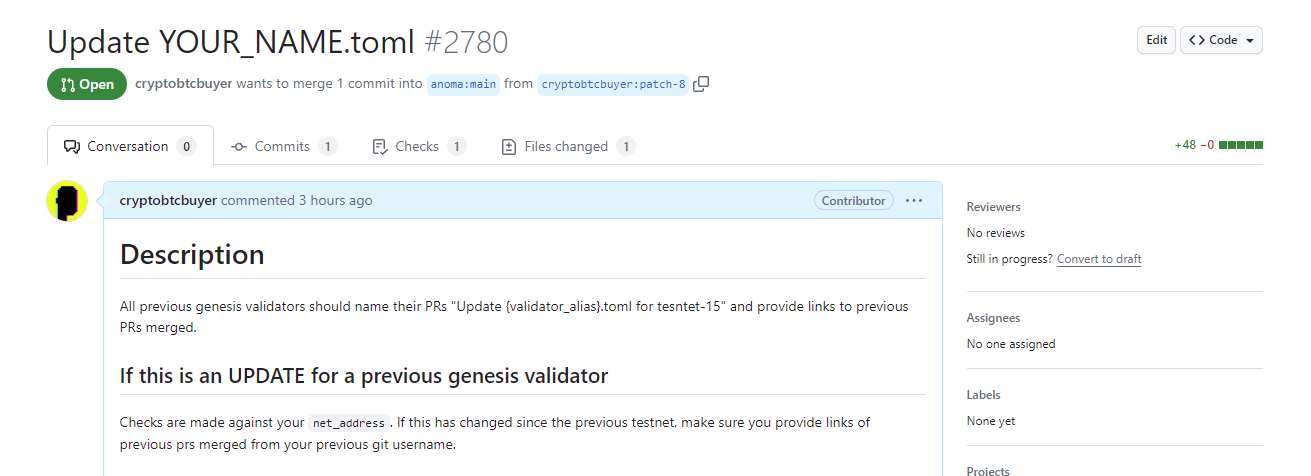 Update YOUR_NAME.toml #2780
Edit
<> Code
Open
cryptobtcbuyer wants to merge 1 commit into anoma:main from cryptobtcbuyer:patch-8
Conversation 0
Commits 1
Checks 1
Files changed 1
+48 −0
cryptobtcbuyer commented 3 hours ago
Contributor
Description
All previous genesis validators should name their PRs "Update {validator_alias}.toml for tesntet-15" and provide links to previous
PRs merged.
If this is an UPDATE for a previous genesis validator
Checks are made against your net_address. If this has changed since the previous testnet, make sure you provide links of
previous prs merged from your previous git username.
Reviewers
No reviews
Still in progress? Convert to draft
Assignees
No one assigned
Labels
None yet
Projects